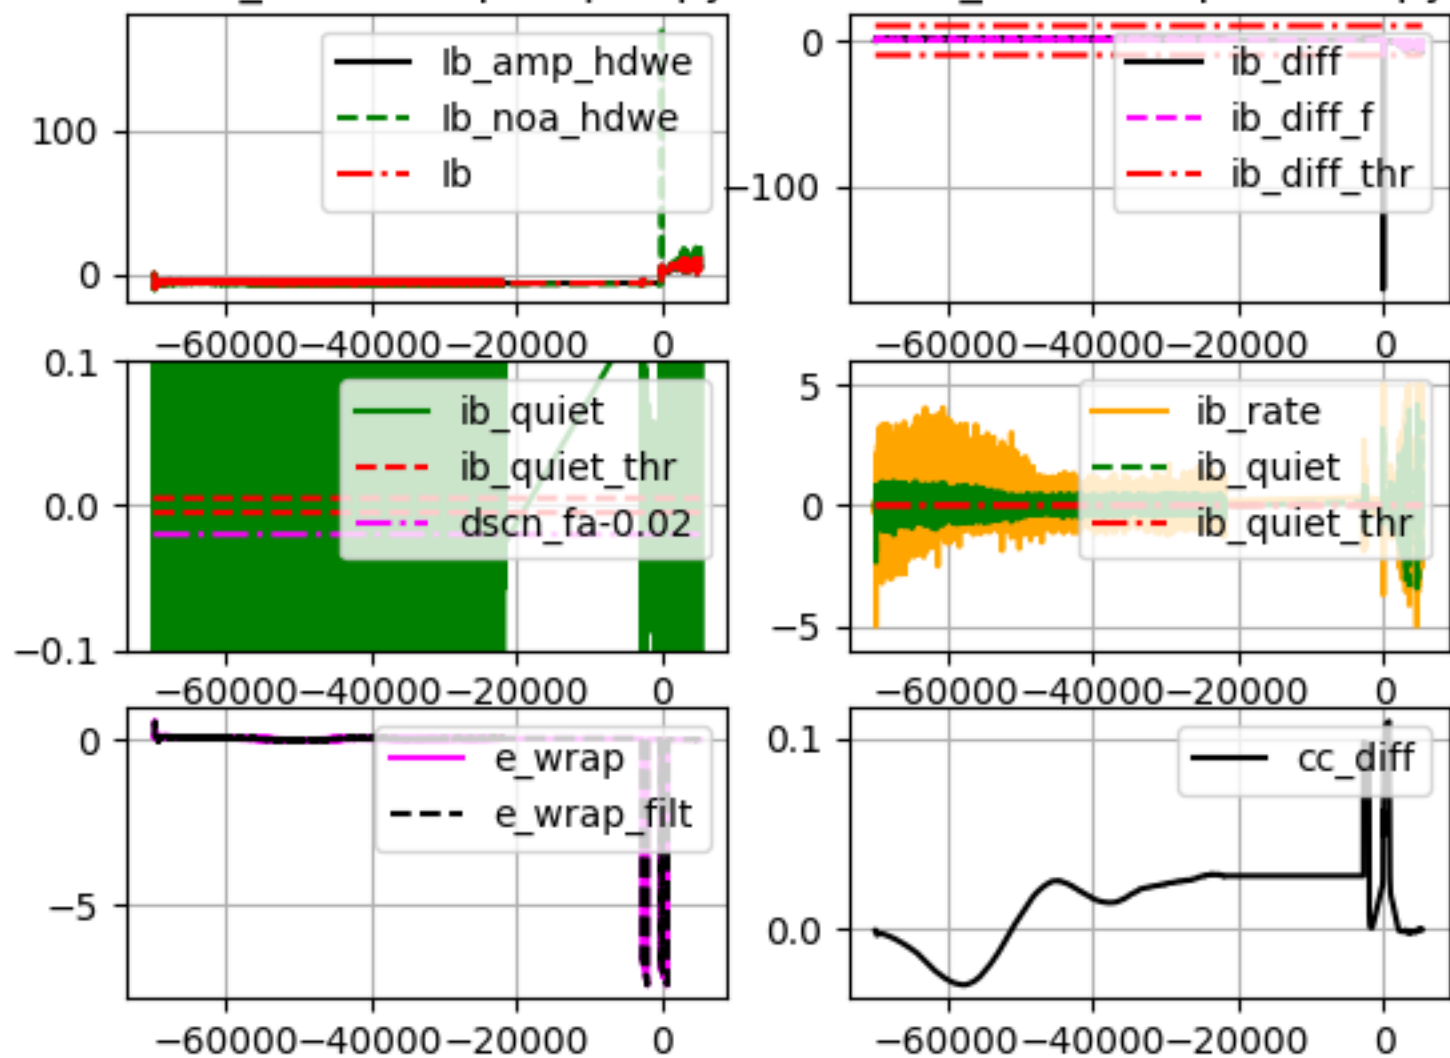 Ib_amp_hdwe
Ib_noa_hdwe
Ib
100
0
−60000 −40000 −20000 0
ib_diff
ib_diff_f
ib_diff_thr
0
−100
−60000 −40000 −20000 0
ib_quiet
ib_quiet_thr
dscn_fa-0.02
0.1
0.0
−0.1
−60000 −40000 −20000 0
ib_rate
ib_quiet
ib_quiet_thr
5
0
−5
−60000 −40000 −20000 0
e_wrap
e_wrap_filt
0
−5
−60000 −40000 −20000 0
cc_diff
0.1
0.0
−60000 −40000 −20000 0